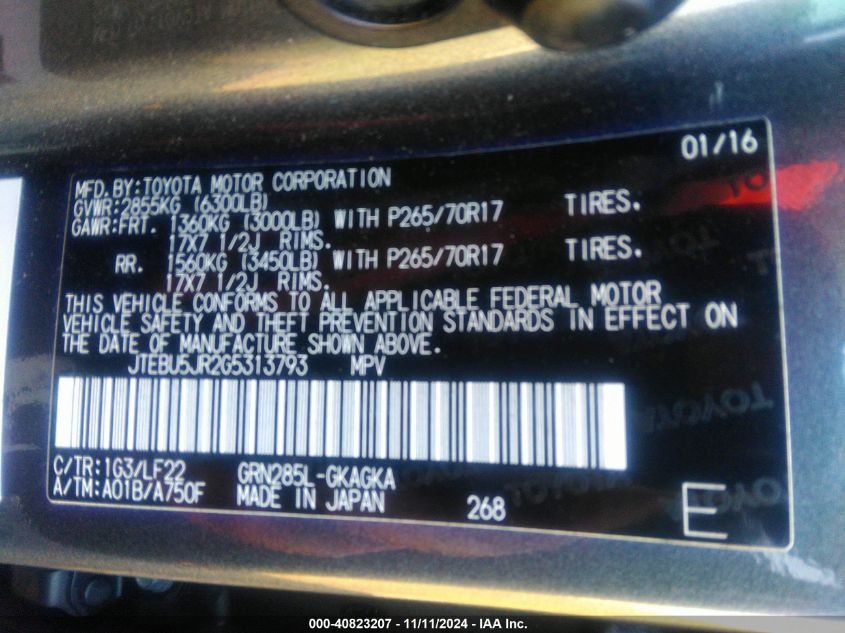 01/16
MFD.BY:TOYOTA MOTOR CORPORATION
GVWR:2855KG (6300LB)
GAWR:FRT. 1360KG (3000LB) WITH P265/70R17 TIRES.
17X7 1/2J RIMS.
RR. 1560KG (3450LB) WITH P265/70R17 TIRES.
17X7 1/2J RIMS.
THIS VEHICLE CONFORMS TO ALL APPLICABLE FEDERAL MOTOR
VEHICLE SAFETY AND THEFT PREVENTION STANDARDS IN EFFECT ON
THE DATE OF MANUFACTURE SHOWN ABOVE.
JTEBU5JR2G5313793 MPV
C/TR:1G3/LF22 GRN285L-GKAGKA
A/TM:A01B/A750F MADE IN JAPAN 268 E
TOYOTA
000-40823207 - 11/11/2024 - IAA Inc.